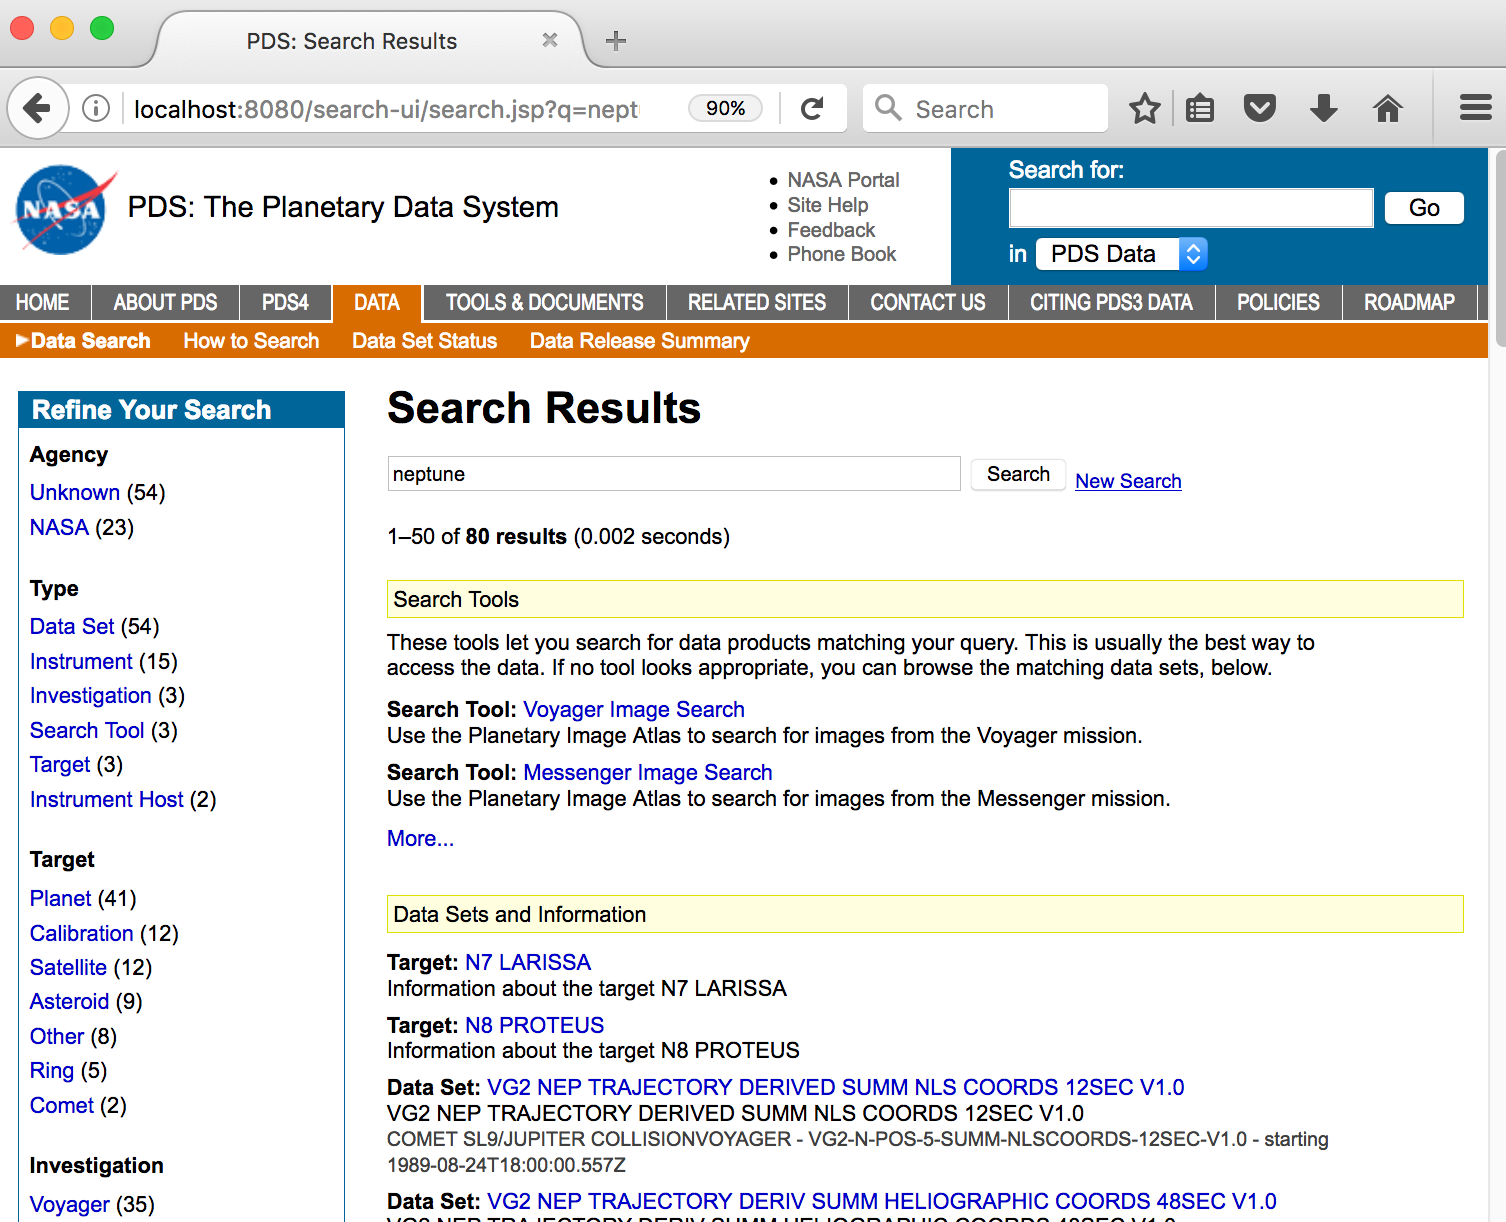 PDS: Search Results
localhost:8080/search-ui/search.jsp?q=nept
90%
Search
NASA
PDS: The Planetary Data System
NASA Portal
Site Help
Feedback
Phone Book
Search for:
Go
in PDS Data
HOME ABOUT PDS PDS4 DATA TOOLS & DOCUMENTS RELATED SITES CONTACT US CITING PDS3 DATA POLICIES ROADMAP
Data Search How to Search Data Set Status Data Release Summary
Refine Your Search
Agency
Unknown (54)
NASA (23)
Type
Data Set (54)
Instrument (15)
Investigation (3)
Search Tool (3)
Target (3)
Instrument Host (2)
Target
Planet (41)
Calibration (12)
Satellite (12)
Asteroid (9)
Other (8)
Ring (5)
Comet (2)
Investigation
Voyager (35)
Search Results
neptune
Search New Search
1–50 of 80 results (0.002 seconds)
Search Tools
These tools let you search for data products matching your query. This is usually the best way to
access the data. If no tool looks appropriate, you can browse the matching data sets, below.
Search Tool: Voyager Image Search
Use the Planetary Image Atlas to search for images from the Voyager mission.
Search Tool: Messenger Image Search
Use the Planetary Image Atlas to search for images from the Messenger mission.
More...
Data Sets and Information
Target: N7 LARISSA
Information about the target N7 LARISSA
Target: N8 PROTEUS
Information about the target N8 PROTEUS
Data Set: VG2 NEP TRAJECTORY DERIVED SUMM NLS COORDS 12SEC V1.0
VG2 NEP TRAJECTORY DERIVED SUMM NLS COORDS 12SEC V1.0
COMET SL9/JUPITER COLLISIONVOYAGER - VG2-N-POS-5-SUMM-NLSCOORDS-12SEC-V1.0 - starting
1989-08-24T18:00:00.557Z
Data Set: VG2 NEP TRAJECTORY DERIV SUMM HELIOGRAPHIC COORDS 48SEC V1.0
VG2 NEP TRAJECTORY DERIV SUMM HELIOGRAPHIC COORDS 48SEC V1.0